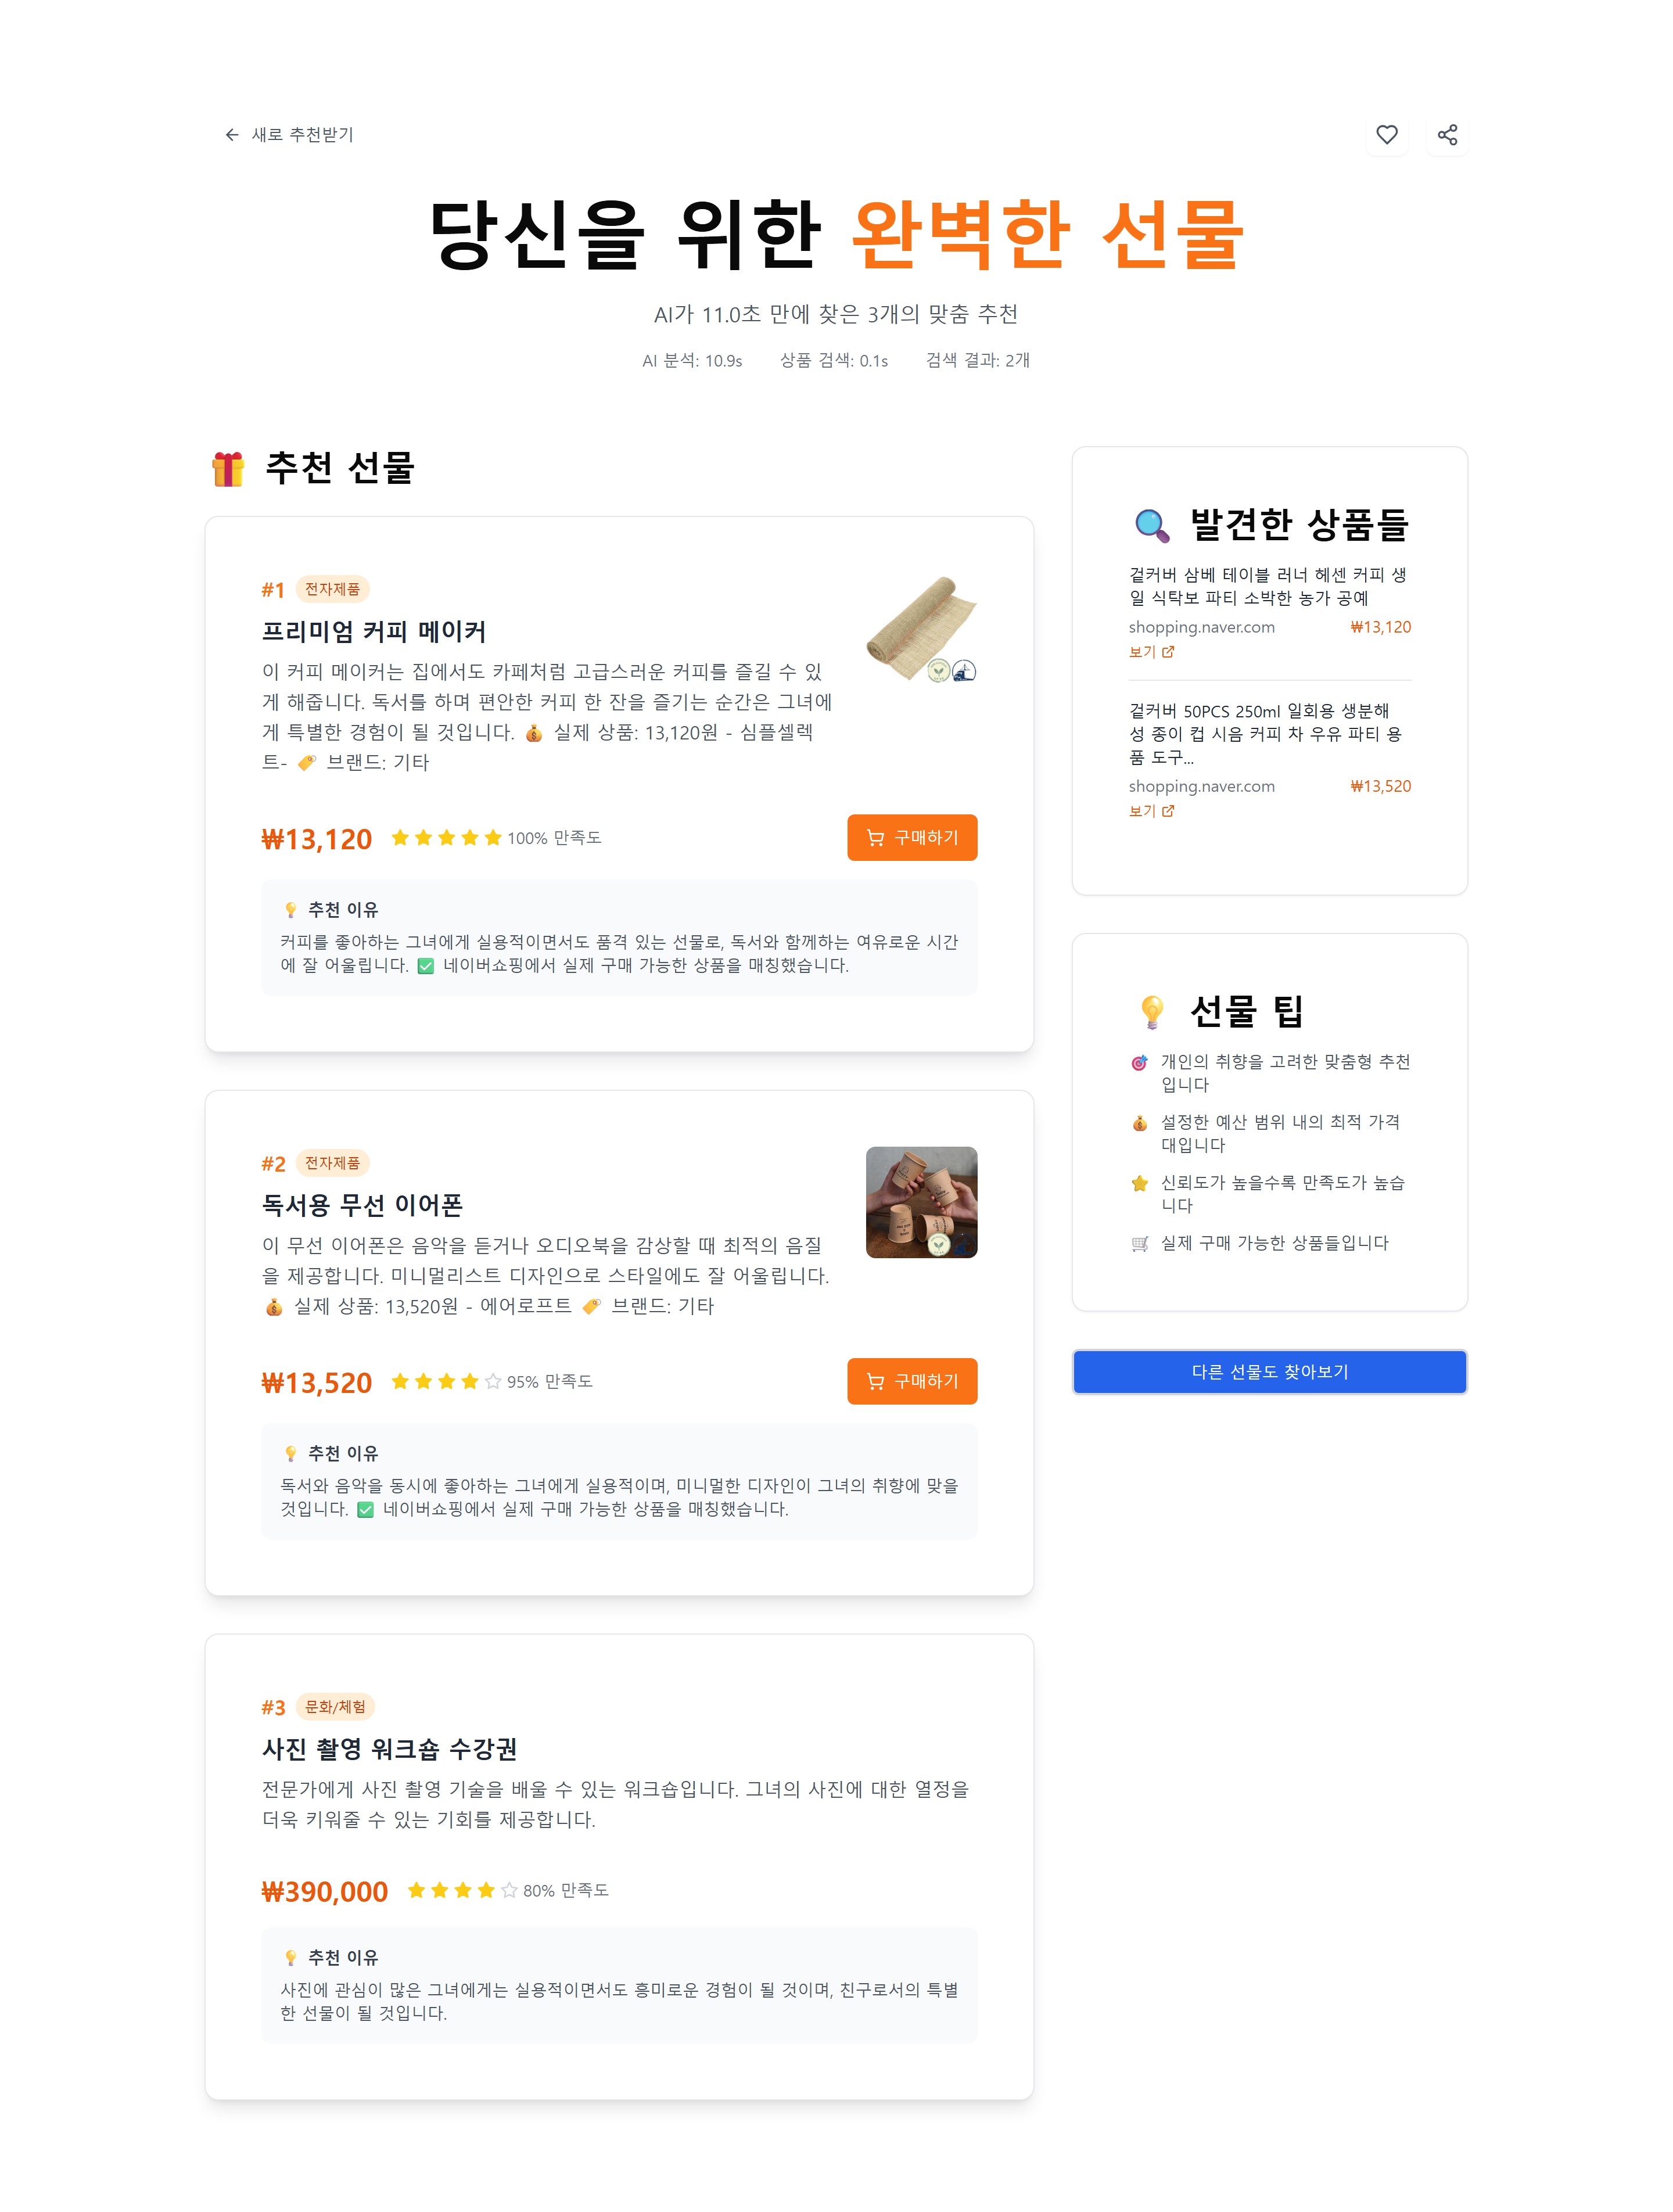 새로 추천받기
당신을 위한 완벽한 선물
AI가 11.0초 만에 찾은 3개의 맞춤 추천
AI 분석: 10.9s 상품 검색: 0.1s 검색 결과: 2개
🎁 추천 선물
#1 전자제품
프리미엄 커피 메이커
이 커피 메이커는 집에서도 카페처럼 고급스러운 커피를 즐길 수 있
게 해줍니다. 독서를 하며 편안한 커피 한 잔을 즐기는 순간은 그녀에
게 특별한 경험이 될 것입니다. 💰 실제 상품: 13,120원 - 심플셀렉
트- 🏷️ 브랜드: 기타
₩13,120 100% 만족도
구매하기
💡 추천 이유
커피를 좋아하는 그녀에게 실용적이면서도 품격 있는 선물로, 독서와 함께하는 여유로운 시간
에 잘 어울립니다. ✅ 네이버쇼핑에서 실제 구매 가능한 상품을 매칭했습니다.
#2 전자제품
독서용 무선 이어폰
이 무선 이어폰은 음악을 듣거나 오디오북을 감상할 때 최적의 음질
을 제공합니다. 미니멀리스트 디자인으로 스타일에도 잘 어울립니다.
💰 실제 상품: 13,520원 - 에어로프트 🏷️ 브랜드: 기타
₩13,520 95% 만족도
구매하기
💡 추천 이유
독서와 음악을 동시에 좋아하는 그녀에게 실용적이며, 미니멀한 디자인이 그녀의 취향에 맞을
것입니다. ✅ 네이버쇼핑에서 실제 구매 가능한 상품을 매칭했습니다.
#3 문화/체험
사진 촬영 워크숍 수강권
전문가에게 사진 촬영 기술을 배울 수 있는 워크숍입니다. 그녀의 사진에 대한 열정을
더욱 키워줄 수 있는 기회를 제공합니다.
₩390,000 80% 만족도
💡 추천 이유
사진에 관심이 많은 그녀에게는 실용적이면서도 흥미로운 경험이 될 것이며, 친구로서의 특별
한 선물이 될 것입니다.
🔍 발견한 상품들
겉커버 삼베 테이블 러너 헤센 커피 생
일 식탁보 파티 소박한 농가 공예
shopping.naver.com ₩13,120
보기
겉커버 50PCS 250ml 일회용 생분해
성 종이 컵 시음 커피 차 우유 파티 용
품 도구...
shopping.naver.com ₩13,520
보기
💡 선물 팁
🎯 개인의 취향을 고려한 맞춤형 추천
입니다
💰 설정한 예산 범위 내의 최적 가격
대입니다
⭐ 신뢰도가 높을수록 만족도가 높습
니다
🛒 실제 구매 가능한 상품들입니다
다른 선물도 찾아보기